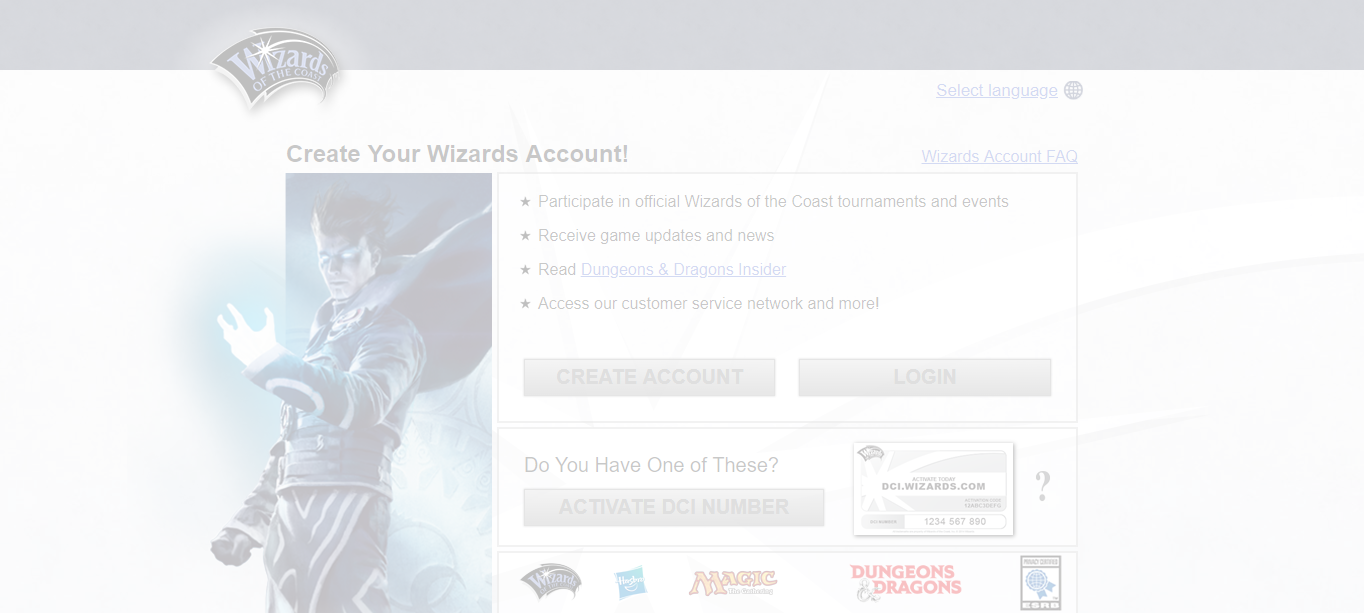 Wizards
OF THE COAST
Select language
Create Your Wizards Account!
Wizards Account FAQ
★ Participate in official Wizards of the Coast tournaments and events
★ Receive game updates and news
★ Read Dungeons & Dragons Insider
★ Access our customer service network and more!
CREATE ACCOUNT
LOGIN
Do You Have One of These?
ACTIVATE DCI NUMBER
ACTIVATE TODAY
DCI.WIZARDS.COM
ACTIVATION CODE
DCI NUMBER
1234 567 890
?
Wizards
Hasbro
MAGIC
The Gathering
DUNGEONS
& DRAGONS
PRIVACY CERTIFIED
ESRB